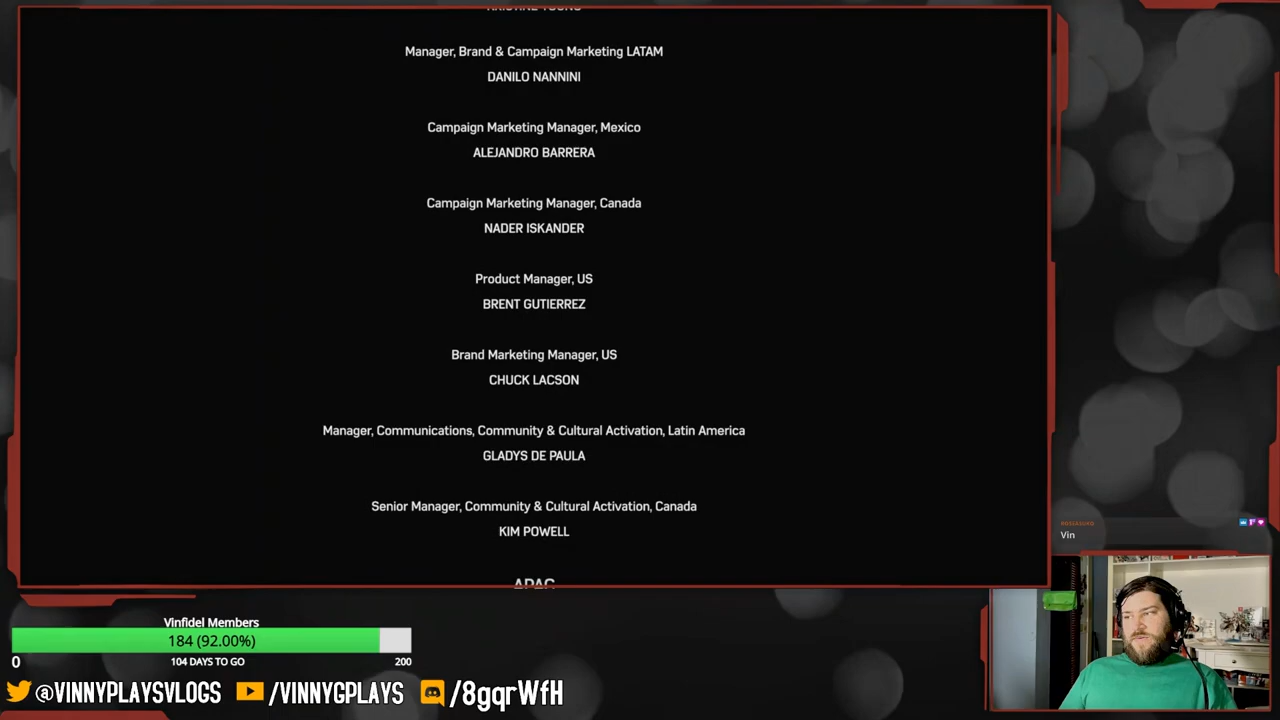 Manager, Brand & Campaign Marketing LATAM
DANILO NANNINI
Campaign Marketing Manager, Mexico
ALEJANDRO BARRERA
Campaign Marketing Manager, Canada
NADER ISKANDER
Product Manager, US
BRENT GUTIERREZ
Brand Marketing Manager, US
CHUCK LACSON
Manager, Communications, Community & Cultural Activation, Latin America
GLADYS DE PAULA
Senior Manager, Community & Cultural Activation, Canada
KIM POWELL
APAC
Vin
Vinfidel Members
184 (92.00%)
0
104 DAYS TO GO
200
@VINNYPLAYSVLOGS
/VINNYGPLAYS
/8gqrWfH